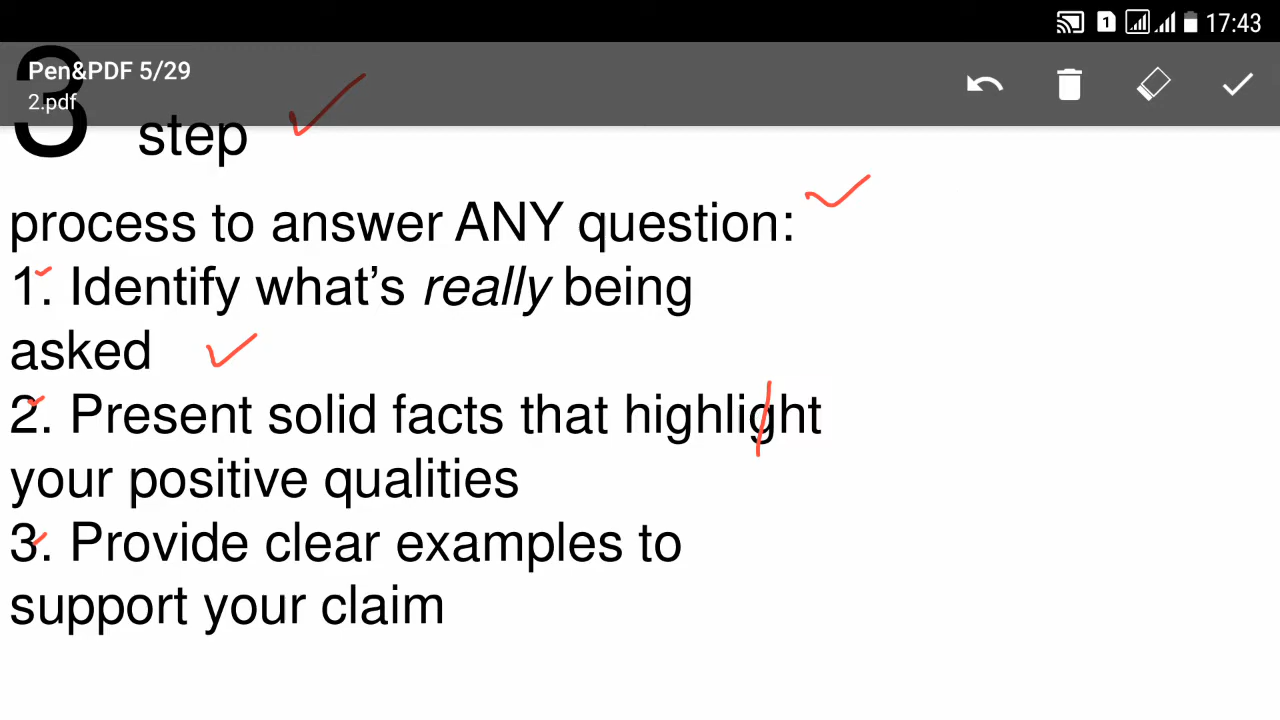 1 17:43
Pen&PDF 5/29
2.pdf
3 step
process to answer ANY question:
1. Identify what's really being
asked
2. Present solid facts that highlight
your positive qualities
3. Provide clear examples to
support your claim